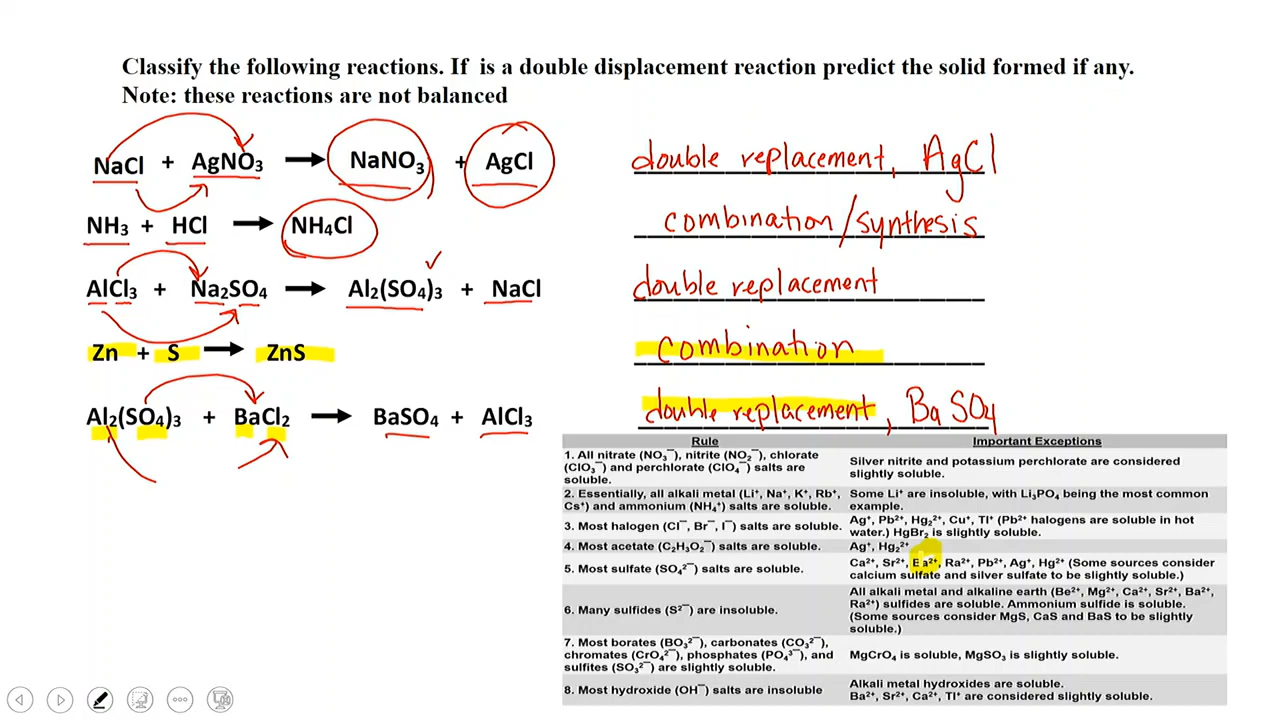 Classify the following reactions. If is a double displacement reaction predict the solid formed if any.
Note: these reactions are not balanced
NaCl + AgNO₃ → NaNO₃ + AgCl double replacement, AgCl
NH₃ + HCl → NH₄Cl combination/synthesis
AlCl₃ + Na₂SO₄ → Al₂(SO₄)₃ + NaCl double replacement
Zn + S → ZnS combination
Al₂(SO₄)₃ + BaCl₂ → BaSO₄ + AlCl₃ double replacement, BaSO₄
Rule Important Exceptions
1. All nitrate (NO₃⁻), nitrite (NO₂⁻), chlorate
(ClO₃⁻) and perchlorate (ClO₄⁻) salts are
soluble.
Silver nitrite and potassium perchlorate are considered
slightly soluble.
2. Essentially, all alkali metal (Li⁺, Na⁺, K⁺, Rb⁺,
Cs⁺) and ammonium (NH₄⁺) salts are soluble.
Some Li⁺ are insoluble, with Li₃PO₄ being the most common
example.
3. Most halogen (Cl⁻, Br⁻, I⁻) salts are soluble.
Ag⁺, Pb²⁺, Hg₂²⁺, Cu⁺, Tl⁺ (Pb²⁺ halogens are soluble in hot
water.) HgBr₂ is slightly soluble.
4. Most acetate (C₂H₃O₂⁻) salts are soluble.
Ag⁺, Hg₂²⁺
5. Most sulfate (SO₄²⁻) salts are soluble.
Ca²⁺, Sr²⁺, Ba²⁺, Ra²⁺, Pb²⁺, Ag⁺, Hg²⁺ (Some sources consider
calcium sulfate and silver sulfate to be slightly soluble.)
6. Many sulfides (S²⁻) are insoluble.
All alkali metal and alkaline earth (Be²⁺, Mg²⁺, Ca²⁺, Sr²⁺, Ba²⁺,
Ra²⁺) sulfides are soluble. Ammonium sulfide is soluble.
(Some sources consider MgS, CaS and BaS to be slightly
soluble.)
7. Most borates (BO₃²⁻), carbonates (CO₃²⁻),
chromates (CrO₄²⁻), phosphates (PO₄³⁻), and
sulfites (SO₃²⁻) are slightly soluble.
MgCrO₄ is soluble, MgSO₃ is slightly soluble.
8. Most hydroxide (OH⁻) salts are insoluble
Alkali metal hydroxides are soluble.
Ba²⁺, Sr²⁺, Ca²⁺, Tl⁺ are considered slightly soluble.